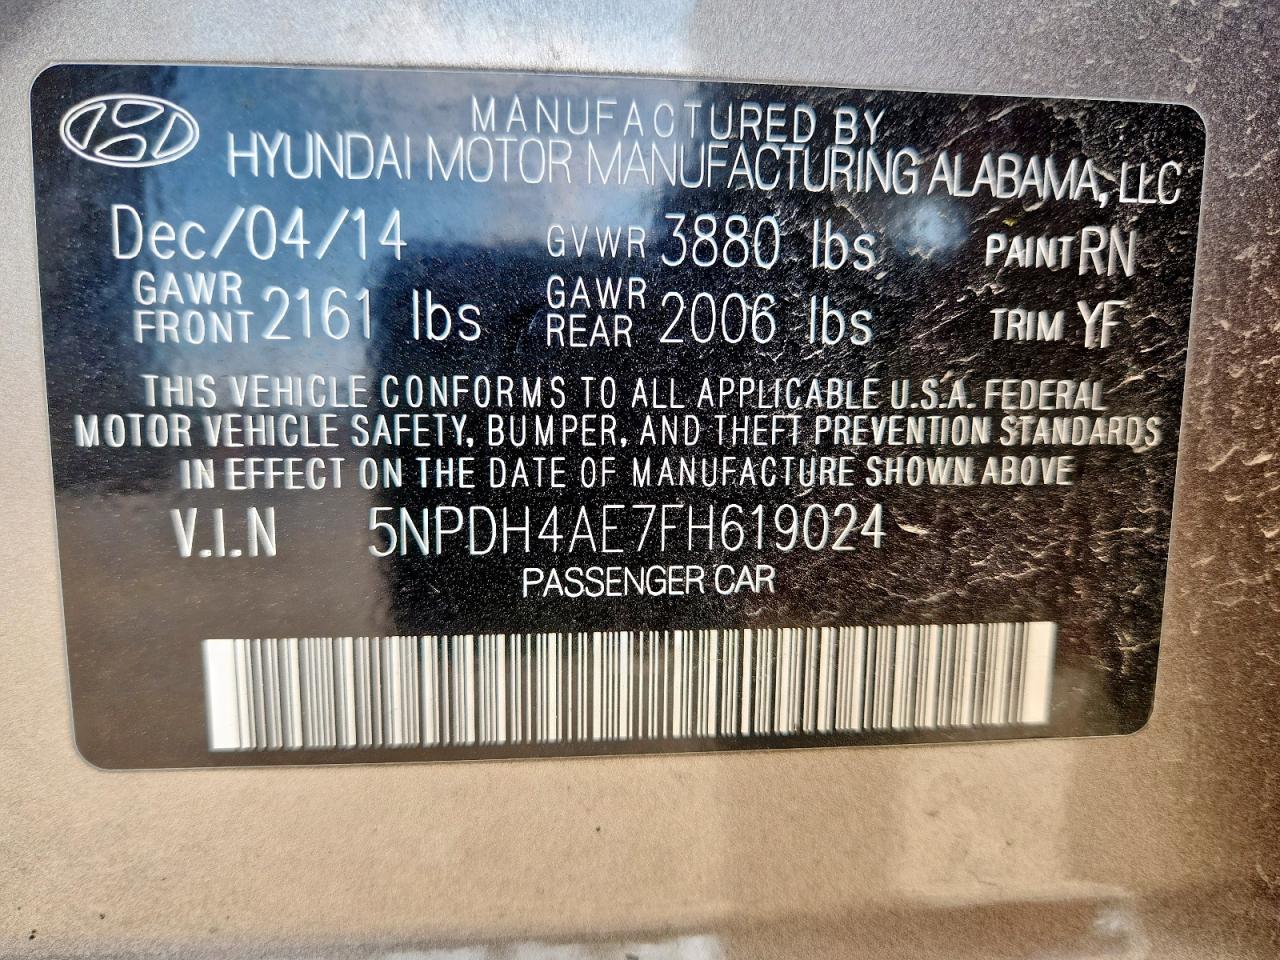 MANUFACTURED BY
HYUNDAI MOTOR MANUFACTURING ALABAMA, LLC
Dec/04/14 GVWR 3880 lbs PAINT RN
GAWR FRONT 2161 lbs GAWR REAR 2006 lbs TRIM YF
THIS VEHICLE CONFORMS TO ALL APPLICABLE U.S.A. FEDERAL
MOTOR VEHICLE SAFETY, BUMPER, AND THEFT PREVENTION STANDARDS
IN EFFECT ON THE DATE OF MANUFACTURE SHOWN ABOVE
V.I.N 5NPDH4AE7FH619024
PASSENGER CAR